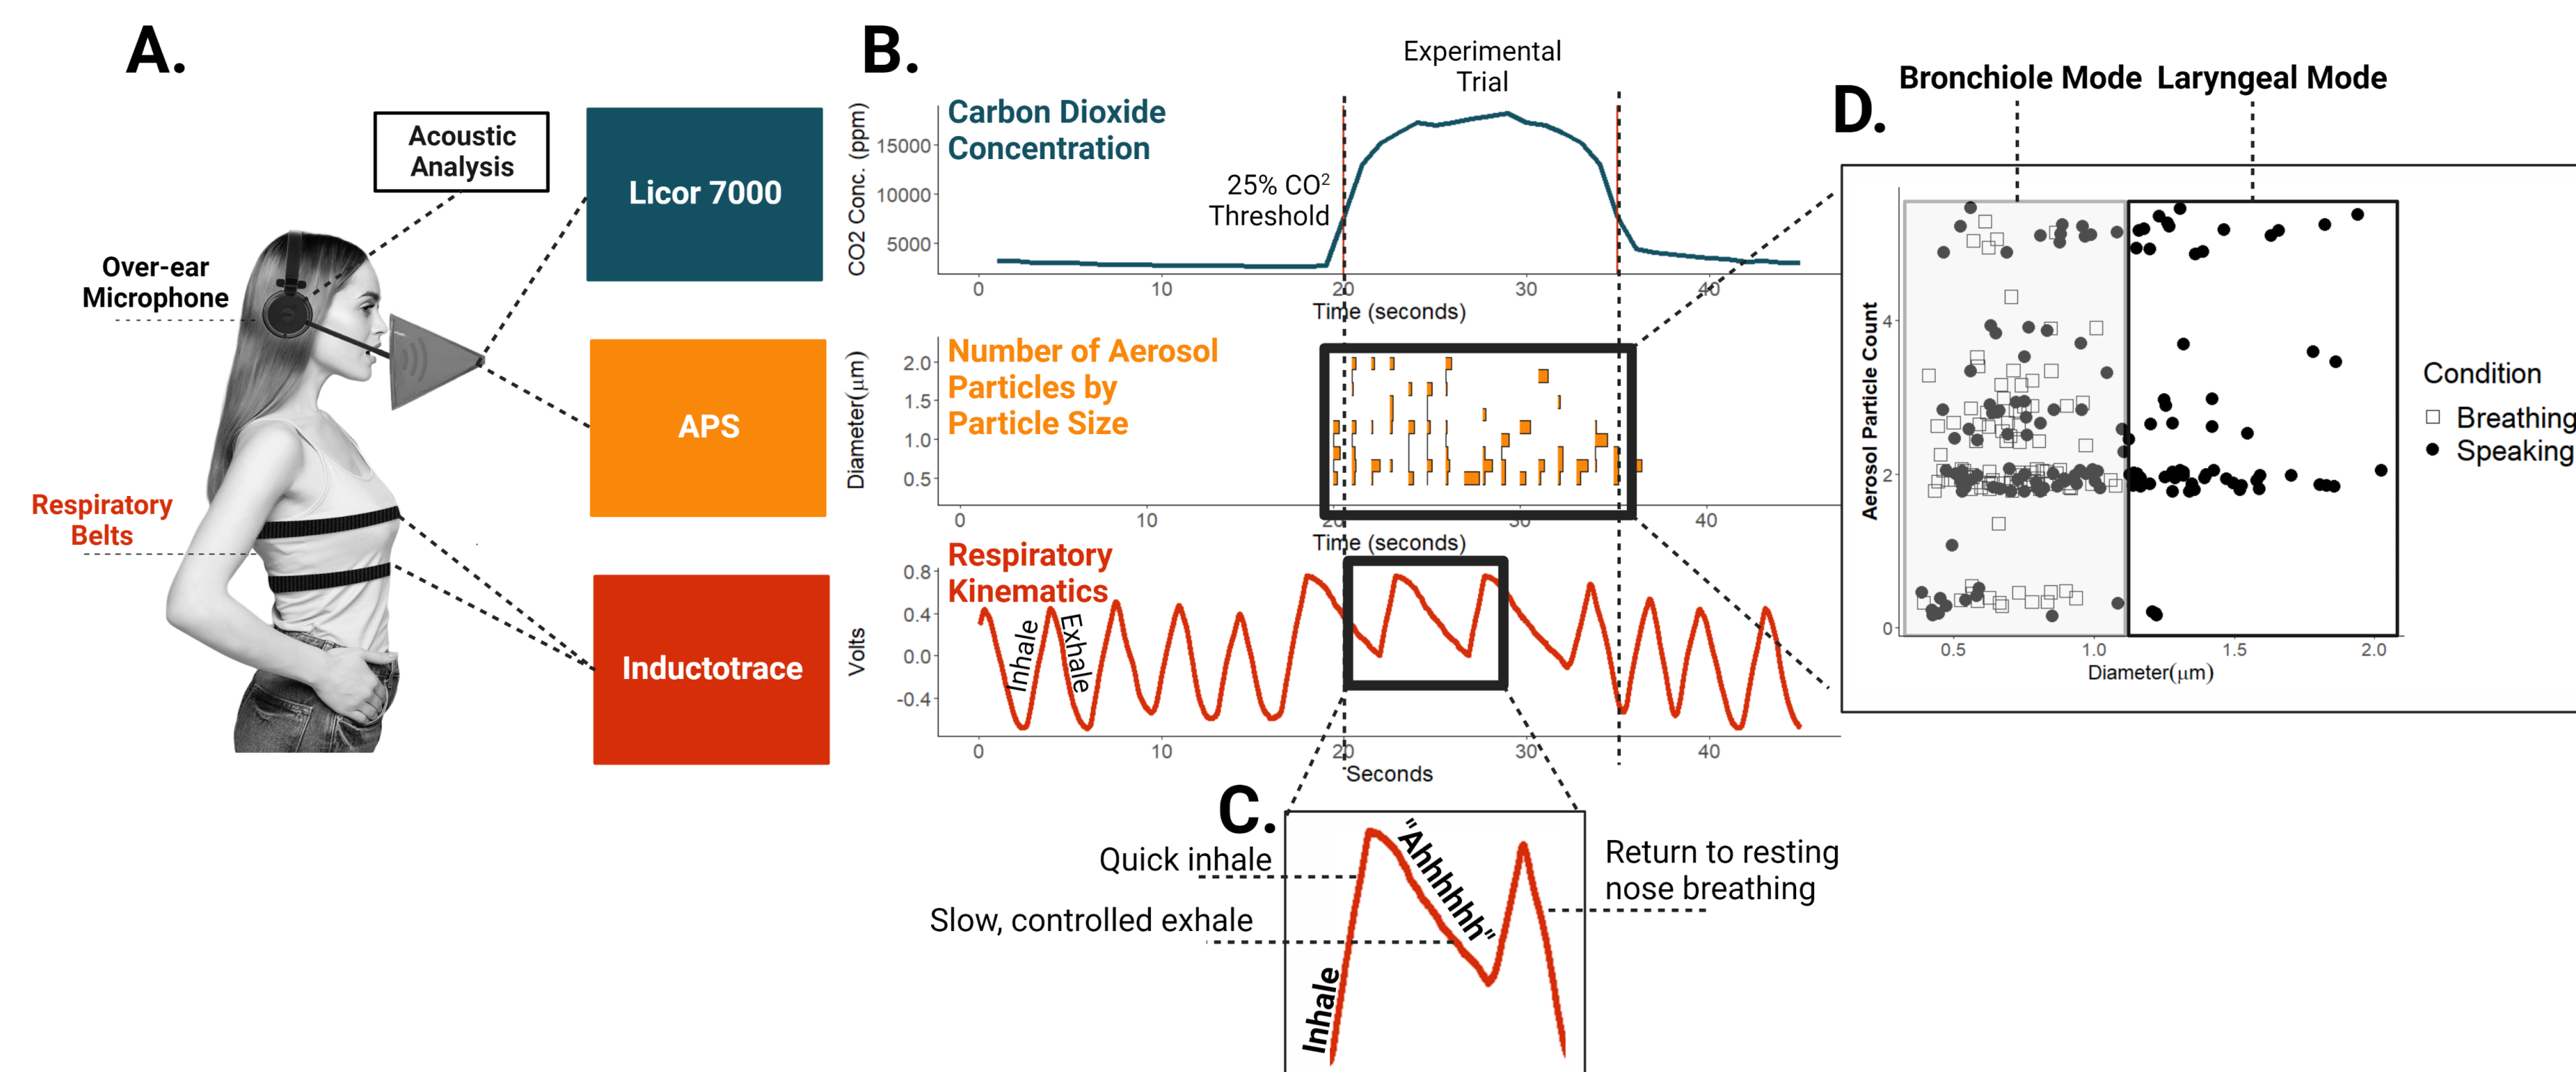 A.
Acoustic
Analysis
Over-ear
Microphone
Respiratory
Belts
Licor 7000
APS
Inductotrace
B.
Experimental
Trial
Carbon Dioxide
Concentration
25% CO²
Threshold
CO2 Conc. (ppm)
15000
10000
5000
0
10
20
30
40
Time (seconds)
Number of Aerosol
Particles by
Particle Size
Diameter(μm)
2.0
1.5
1.0
0.5
0
10
20
30
40
Time (seconds)
Respiratory
Kinematics
Volts
0.8
0.4
0.0
-0.4
Inhale
Exhale
0
10
20
30
40
Seconds
C.
Quick inhale
Slow, controlled exhale
Inhale
"Ahhhhhh"
Return to resting
nose breathing
D.
Bronchiole Mode
Laryngeal Mode
Aerosol Particle Count
4
2
0
0.5
1.0
1.5
2.0
Diameter(μm)
Condition
Breathing
Speaking